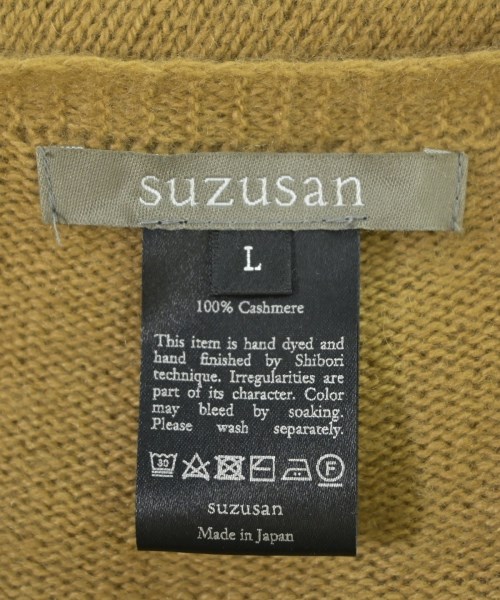 suzusan
L
100% Cashmere
This item is hand dyed and
hand finished by Shibori
technique. Irregularities are
part of its character. Color
may bleed by soaking.
Please wash separately.
30
F
suzusan
Made in Japan